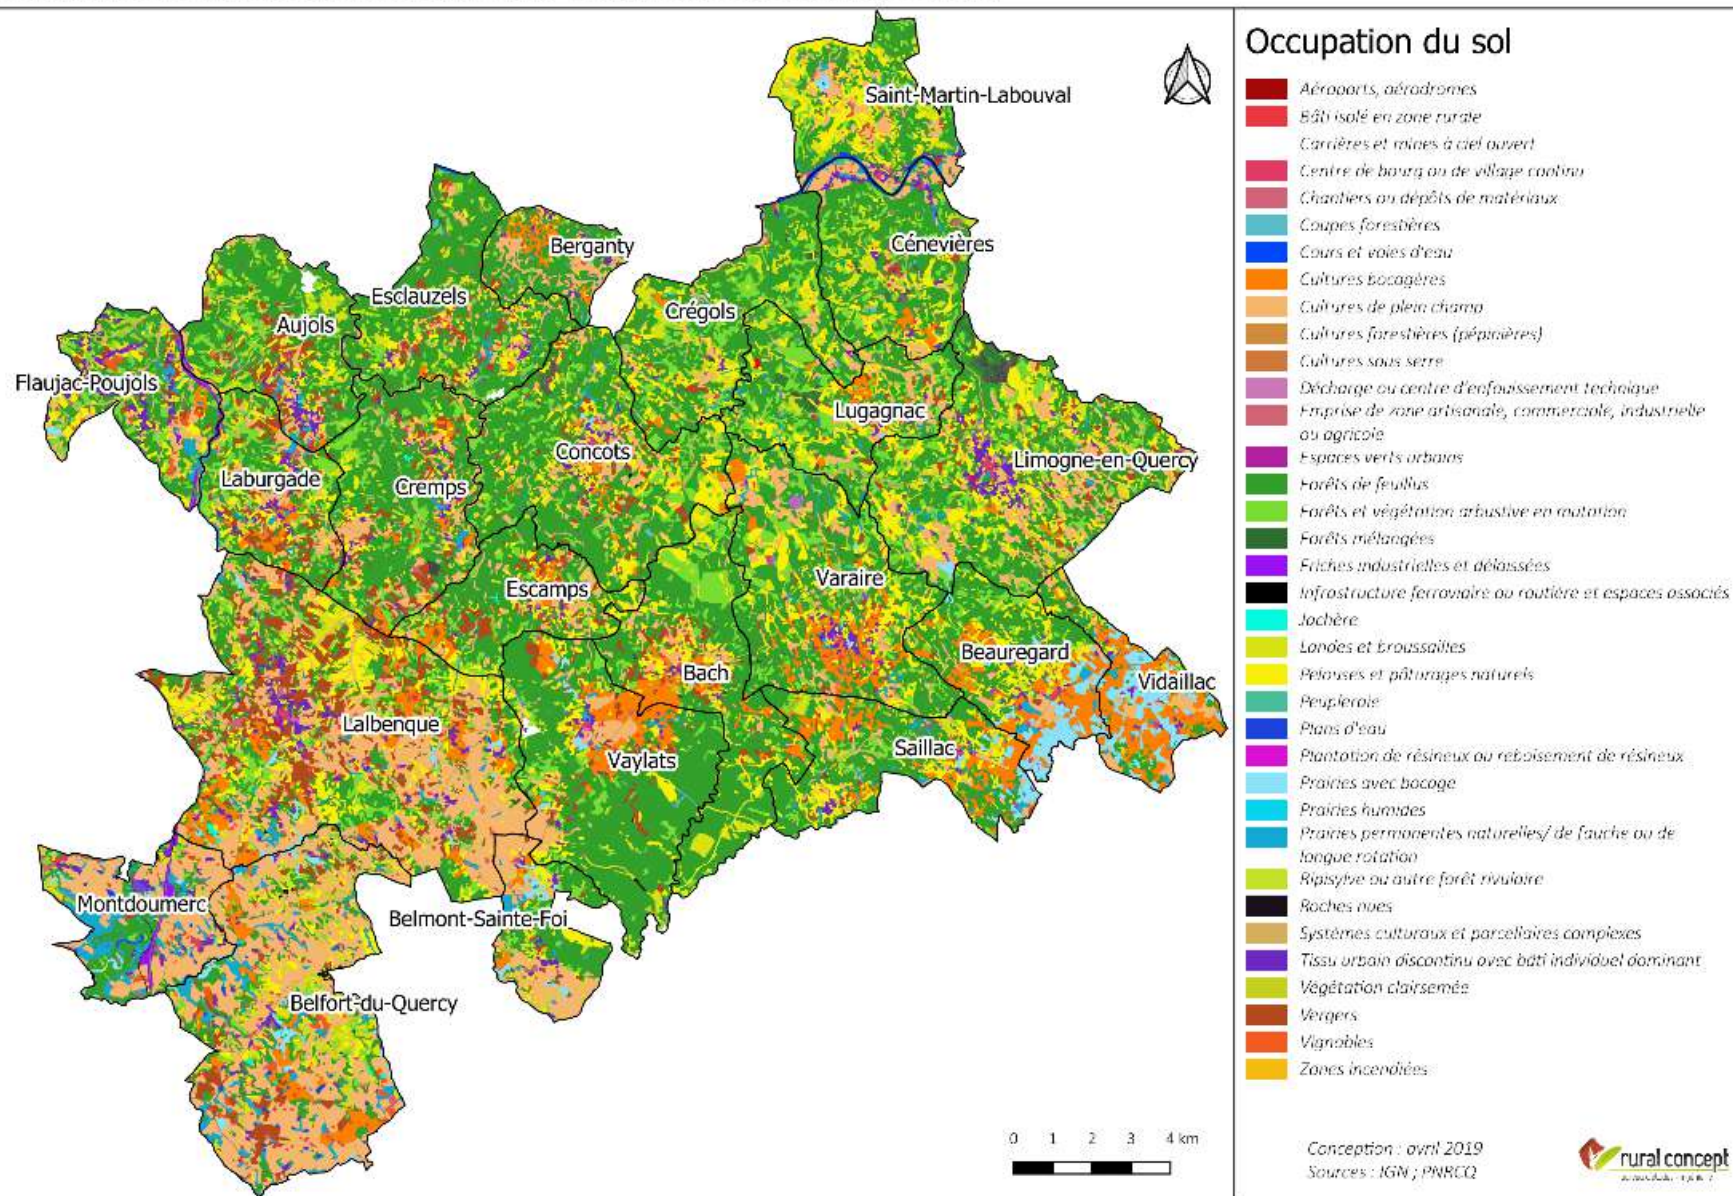 Saint-Martin-Labouval
Berganty
Cénevières
Esclauzels
Crégols
Aujols
Flaujac-Poujols
Lugagnac
Concots
Limogne-en-Quercy
Laburgade
Cremps
Varaire
Escamps
Beauregard
Bach
Vidaillac
Lalbenque
Saillac
Vaylats
Montdoumerc
Belmont-Sainte-Foi
Belfort-du-Quercy
0 1 2 3 4 km
Occupation du sol
Aéroports, aérodromes
Bâti isolé en zone rurale
Carrières et mines à ciel ouvert
Centre de bourg ou de village continu
Chantiers ou dépôts de matériaux
Coupes forestières
Cours et voies d'eau
Cultures bocagères
Cultures de plein champ
Cultures forestières (pépinières)
Cultures sous serre
Décharge ou centre d'enfouissement technique
Emprise de zone artisanale, commerciale, industrielle
ou agricole
Espaces verts urbains
Forêts de feuillus
Forêts et végétation arbustive en mutation
Forêts mélangées
Friches industrielles et délaissées
Infrastructure ferroviaire ou routière et espaces associés
Jachère
Landes et broussailles
Pelouses et pâturages naturels
Peupleraie
Plans d'eau
Plantation de résineux ou reboisement de résineux
Prairies avec bocage
Prairies humides
Prairies permanentes naturelles/ de fauche ou de
longue rotation
Ripisylve ou autre forêt rivulaire
Roches nues
Systèmes culturaux et parcellaires complexes
Tissu urbain discontinu avec bâti individuel dominant
Végétation clairsemée
Vergers
Vignobles
Zones incendiées
Conception : avril 2019
Sources : IGN ; PNRCQ
rural concept